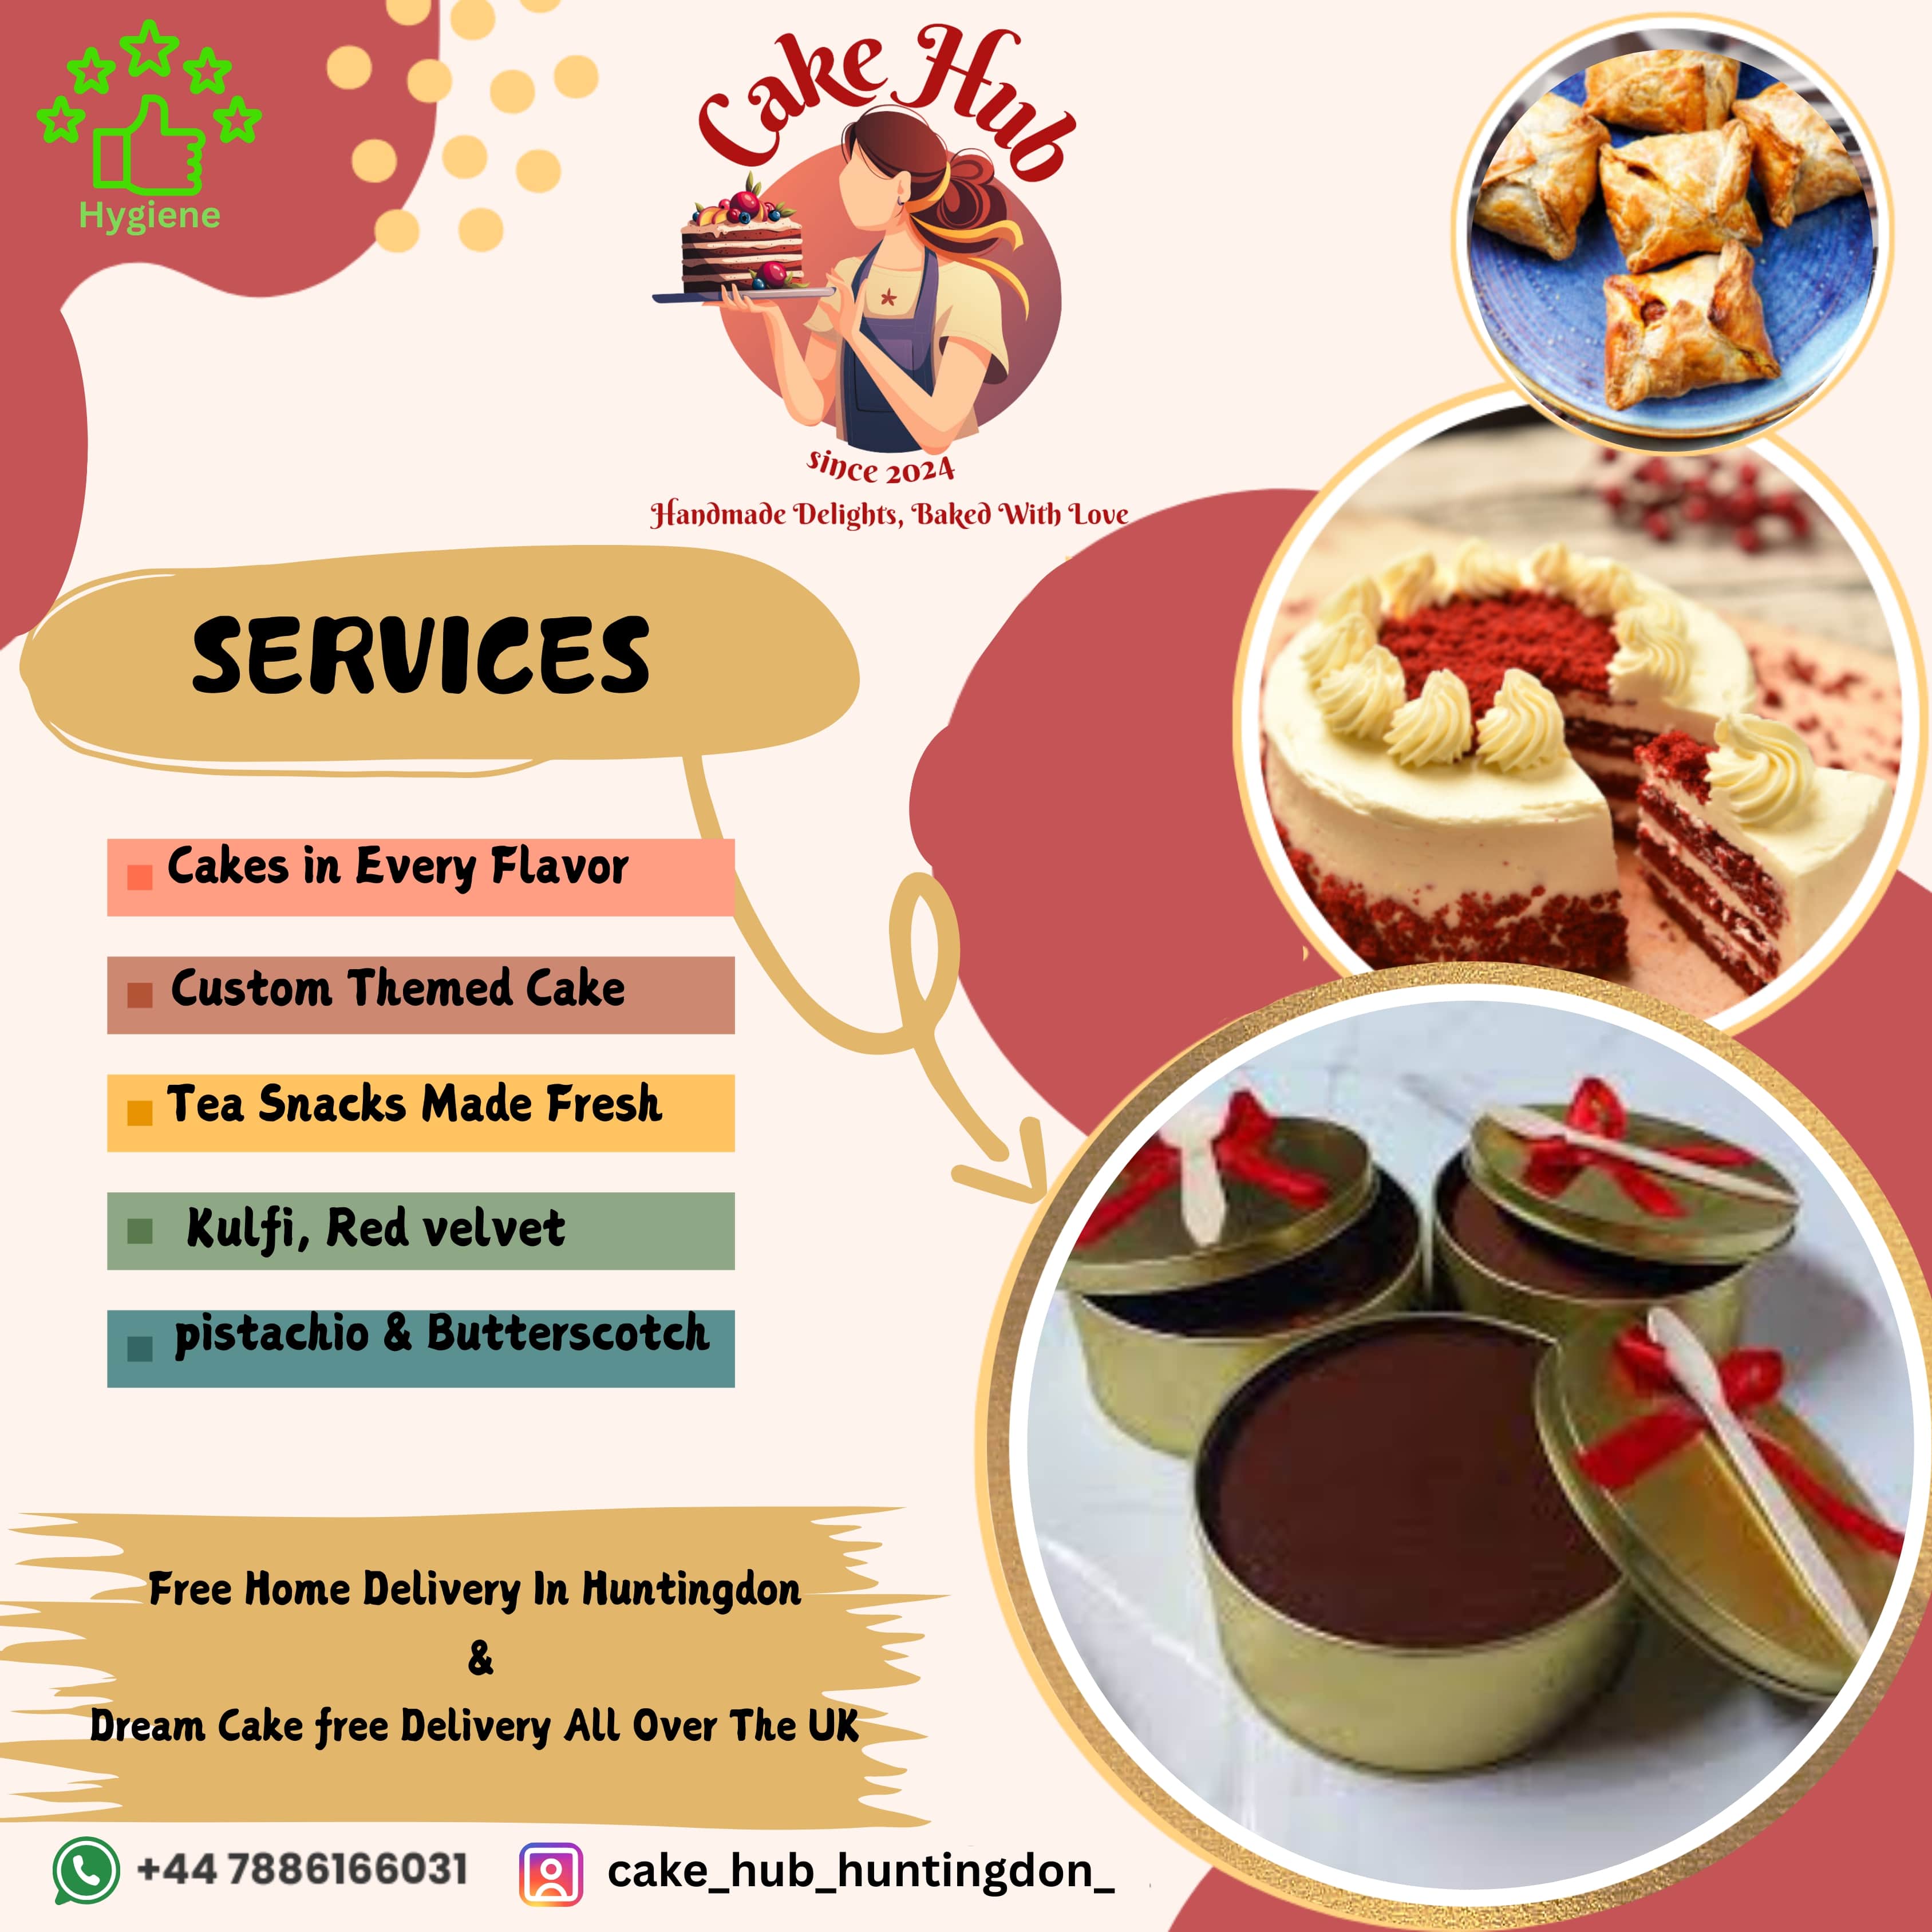 Hygiene
Cake Hub
since 2024
Handmade Delights, Baked With Love
SERVICES
Cakes in Every Flavor
Custom Themed Cake
Tea Snacks Made Fresh
Kulfi, Red velvet
pistachio & Butterscotch
Free Home Delivery In Huntingdon
&
Dream Cake free Delivery All Over The UK
+44 7886166031
cake_hub_huntingdon_